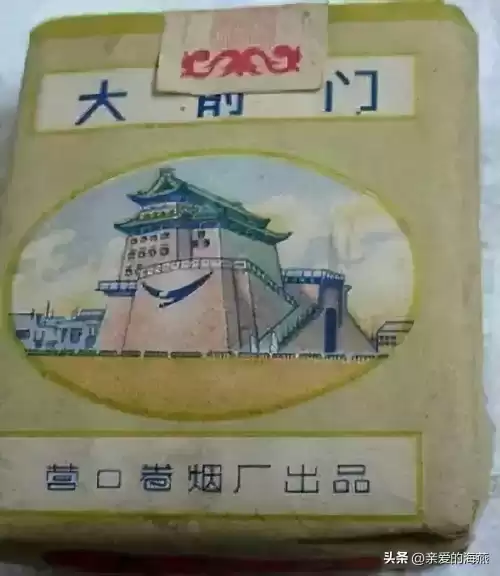 大前门
营口卷烟厂出品
头条 @亲爱的海燕